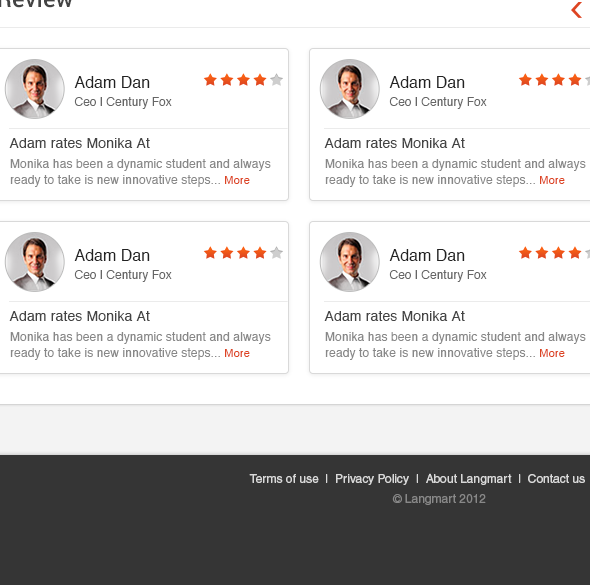 Review
Adam Dan
Ceo I Century Fox
Adam rates Monika At
Monika has been a dynamic student and always
ready to take is new innovative steps... More
Adam Dan
Ceo I Century Fox
Adam rates Monika At
Monika has been a dynamic student and always
ready to take is new innovative steps... More
Adam Dan
Ceo I Century Fox
Adam rates Monika At
Monika has been a dynamic student and always
ready to take is new innovative steps... More
Adam Dan
Ceo I Century Fox
Adam rates Monika At
Monika has been a dynamic student and always
ready to take is new innovative steps... More
Terms of use I Privacy Policy I About Langmart I Contact us
© Langmart 2012